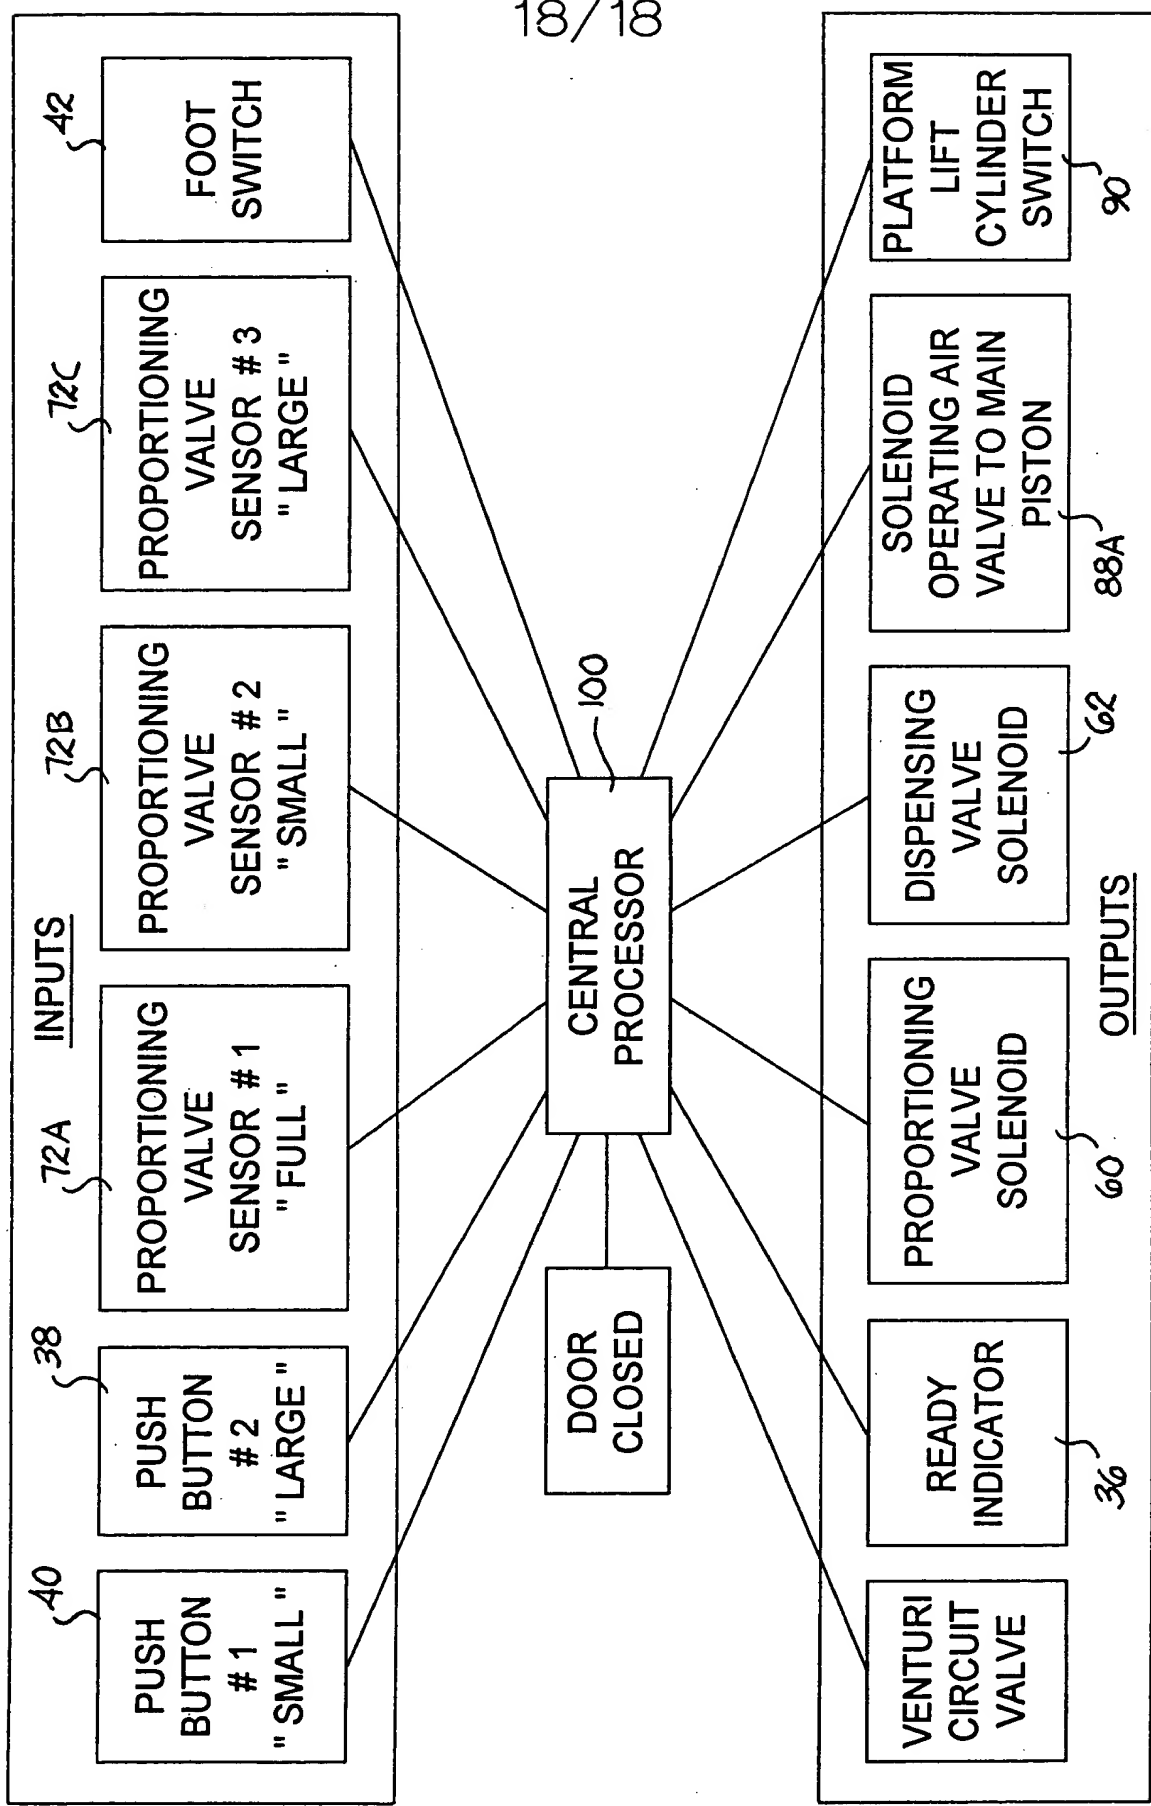 18/18
INPUTS
40
PUSH
BUTTON
#1
"SMALL"
38
PUSH
BUTTON
#2
"LARGE"
72A
PROPORTIONING
VALVE
SENSOR #1
"FULL"
72B
PROPORTIONING
VALVE
SENSOR #2
"SMALL"
72C
PROPORTIONING
VALVE
SENSOR #3
"LARGE"
42
FOOT
SWITCH
DOOR
CLOSED
CENTRAL
PROCESSOR
100
VENTURI
CIRCUIT
VALVE
READY
INDICATOR
36
PROPORTIONING
VALVE
SOLENOID
60
DISPENSING
VALVE
SOLENOID
62
SOLENOID
OPERATING AIR
VALVE TO MAIN
PISTON
88A
PLATFORM
LIFT
CYLINDER
SWITCH
90
OUTPUTS